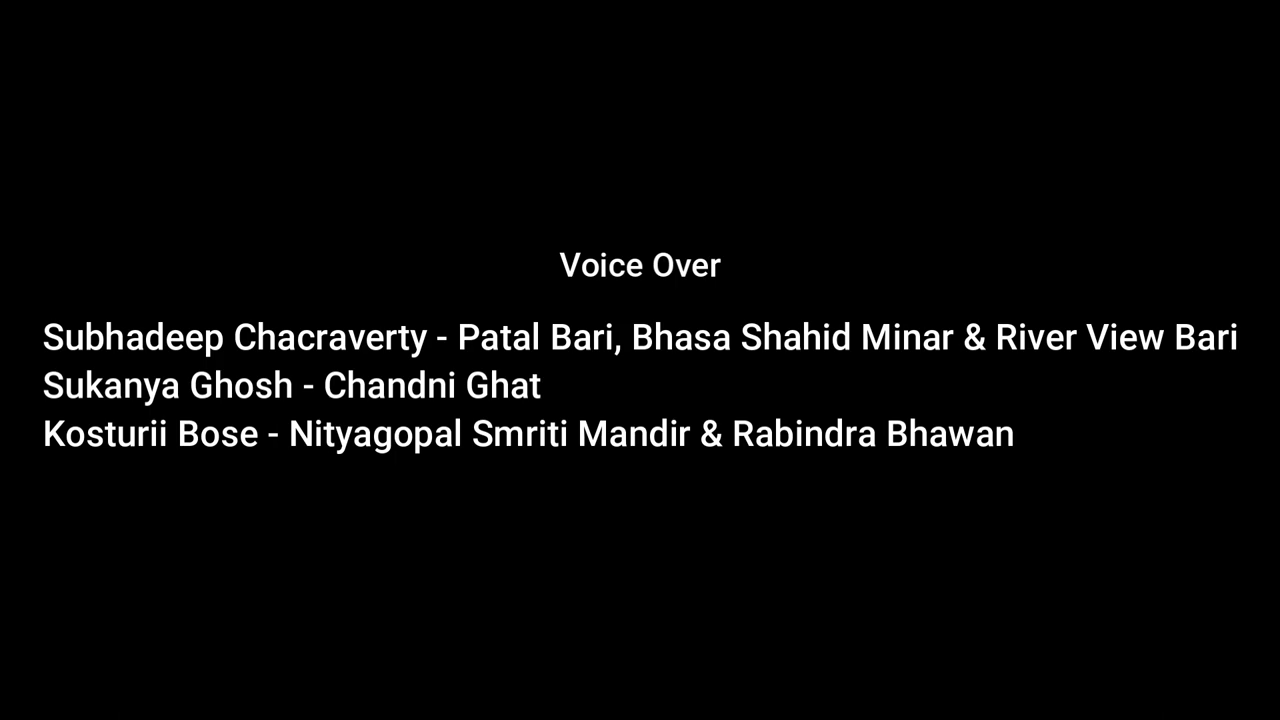 Voice Over
Subhadeep Chacraverty - Patal Bari, Bhasa Shahid Minar & River View Bari
Sukanya Ghosh - Chandni Ghat
Kosturii Bose - Nityagopal Smriti Mandir & Rabindra Bhawan